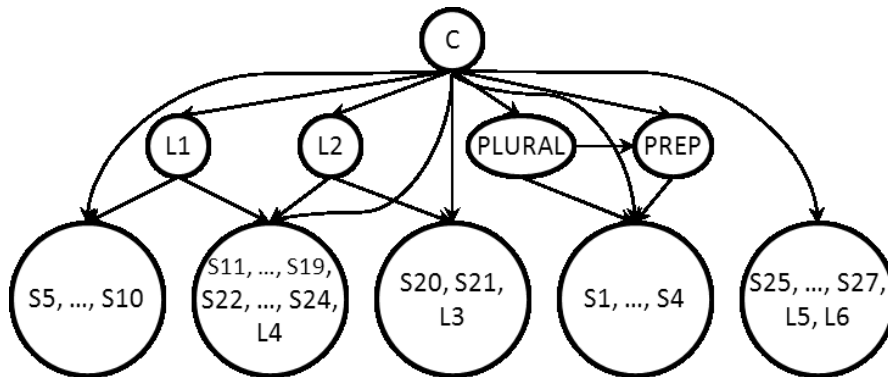 C
L1
L2
PLURAL
PREP
S5, ..., S10
S11, ..., S19,
S22, ..., S24,
L4
S20, S21,
L3
S1, ..., S4
S25, ..., S27,
L5, L6